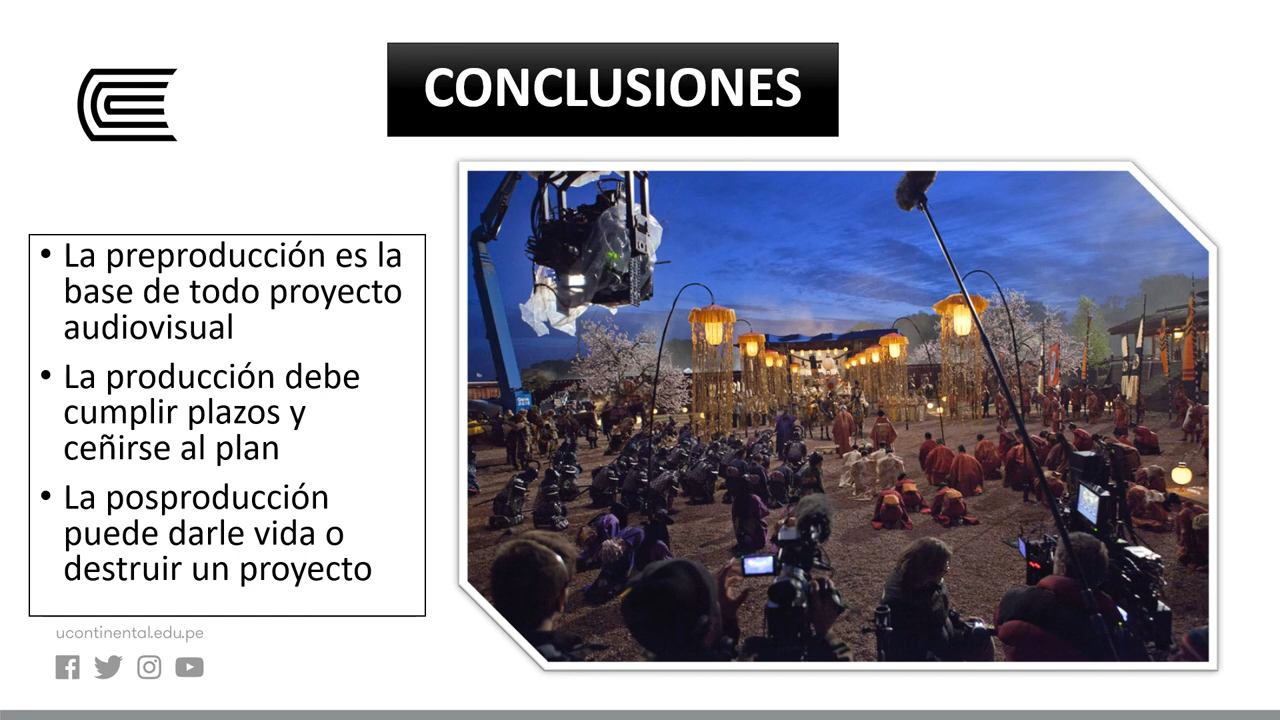 CONCLUSIONES
• La preproducción es la
base de todo proyecto
audiovisual
• La producción debe
cumplir plazos y
ceñirse al plan
• La posproducción
puede darle vida o
destruir un proyecto
ucontinental.edu.pe